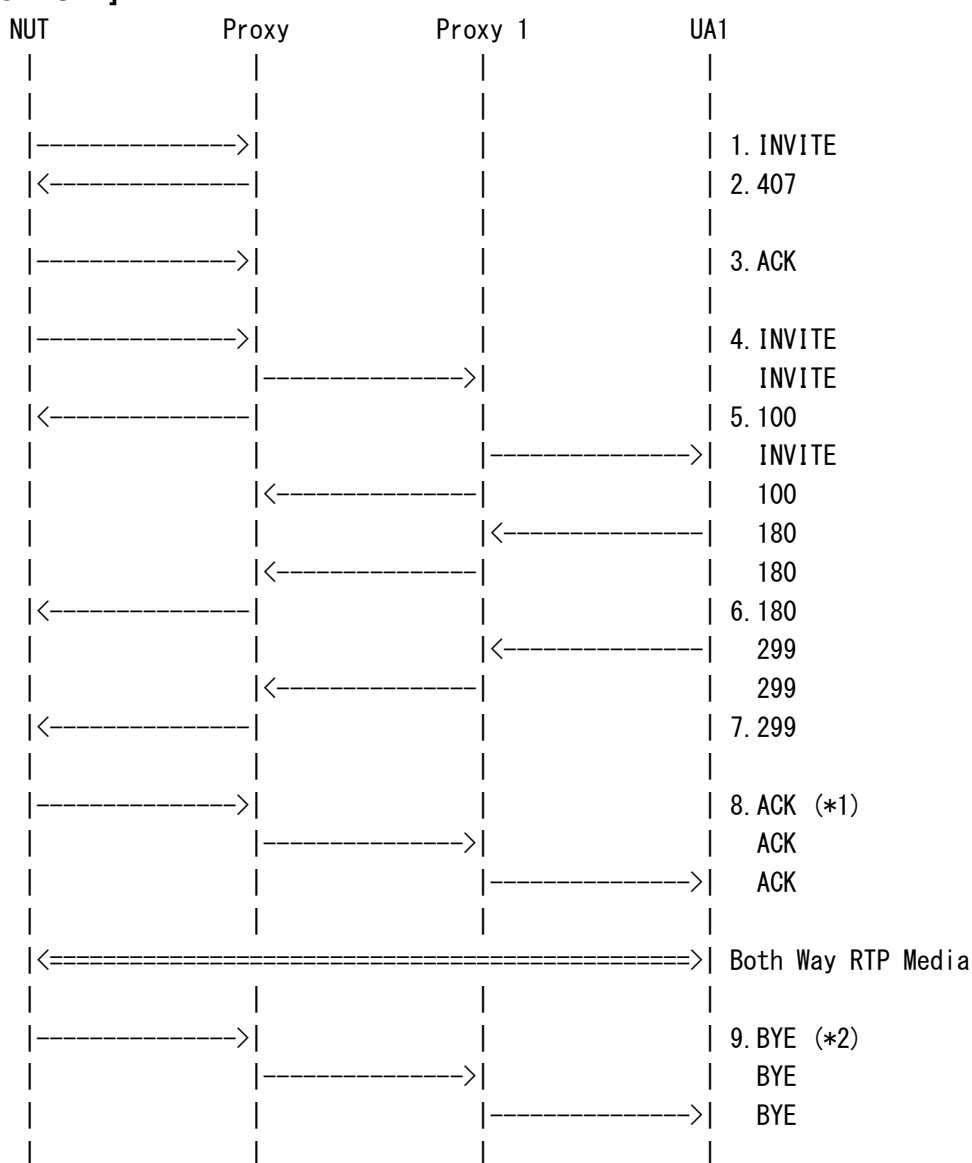 NUT Proxy Proxy 1 UA1
1. INVITE
2. 407
3. ACK
4. INVITE
INVITE
5. 100
INVITE
100
180
180
6. 180
299
299
7. 299
8. ACK (*1)
ACK
ACK
Both Way RTP Media
9. BYE (*2)
BYE
BYE